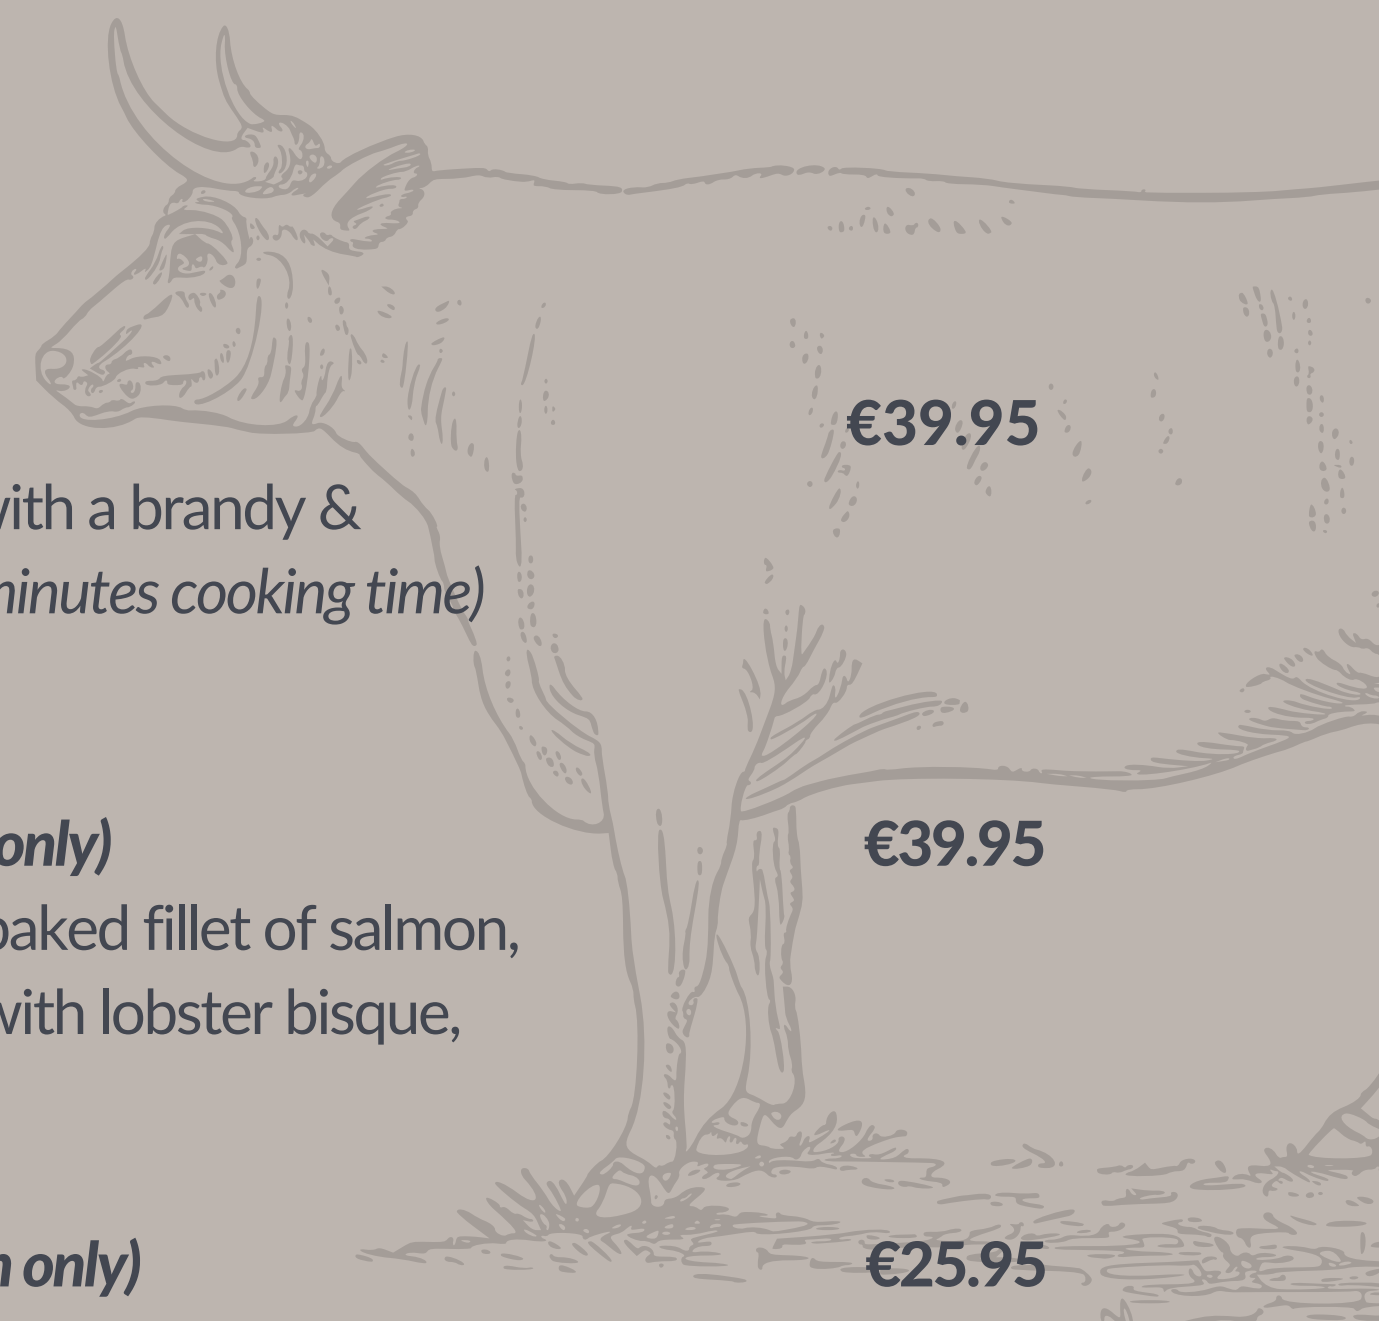 €39.95
with a brandy &
minutes cooking time)
only) €39.95
baked fillet of salmon,
with lobster bisque,
only) €25.95